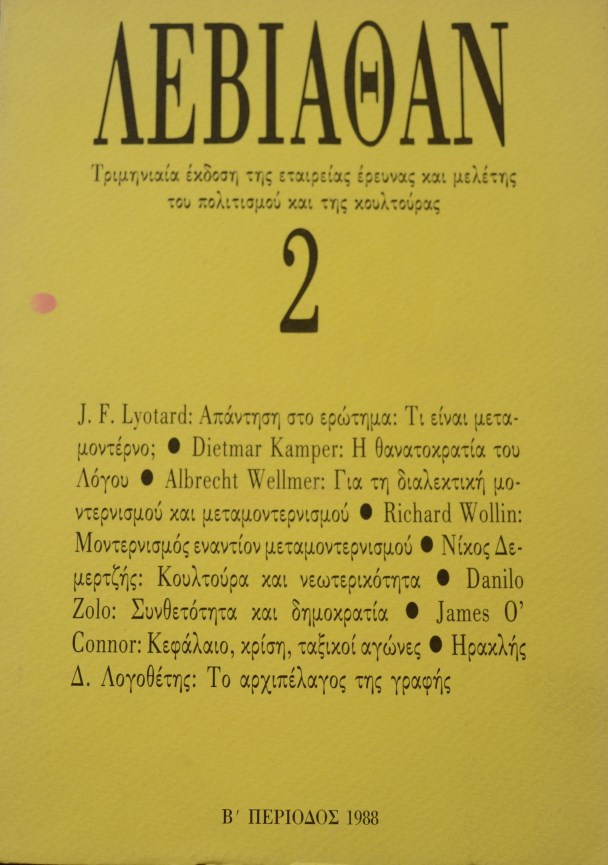 ΛΕΒΙΑΘΑΝ
Τριμηνιαία έκδοση της εταιρείας έρευνας και μελέτης
του πολιτισμού και της κουλτούρας
2
J. F. Lyotard: Απάντηση στο ερώτημα: Τι είναι μετα-
μοντέρνο; ● Dietmar Kamper: Η θανατοκρατία του
Λόγου ● Albrecht Wellmer: Για τη διαλεκτική μο-
ντερνισμού και μεταμοντερνισμού ● Richard Wollin:
Μοντερνισμός εναντίον μεταμοντερνισμού ● Νίκος Δε-
μερτζής: Κουλτούρα και νεωτερικότητα ● Danilo
Zolo: Συνθετότητα και δημοκρατία ● James O'
Connor: Κεφάλαιο, κρίση, ταξικοί αγώνες ● Ηρακλής
Δ. Λογοθέτης: Το αρχιπέλαγος της γραφής
Β' ΠΕΡΙΟΔΟΣ 1988